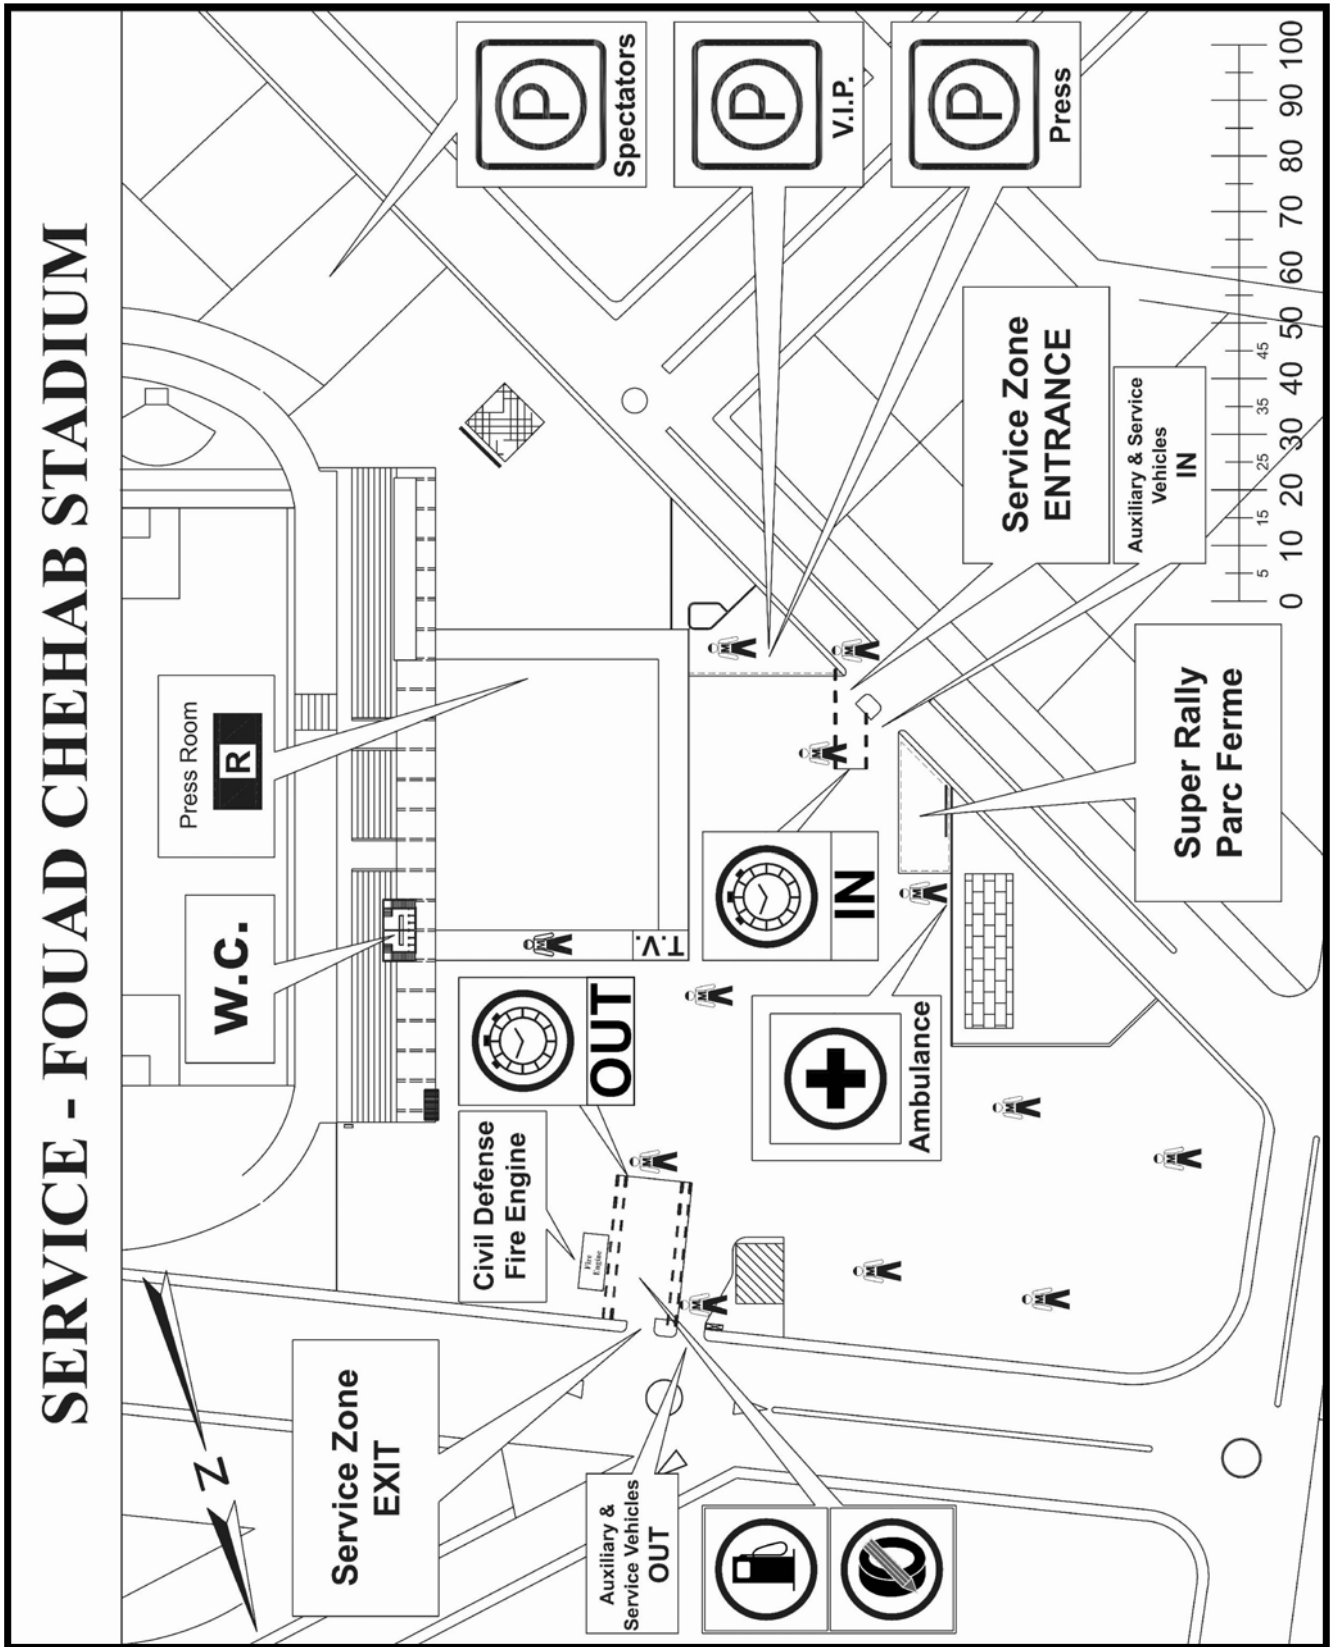 SERVICE - FOUAD CHEHAB STADIUM
N
Service Zone
EXIT
Auxiliary &
Service Vehicles
OUT
Civil Defense
Fire Engine
Fire
Engine
OUT
W.C.
Press Room
R
T.V.
IN
Ambulance
P
Spectators
P
V.I.P.
P
Press
Service Zone
ENTRANCE
Auxiliary & Service
Vehicles
IN
Super Rally
Parc Ferme
M
M
M
M
M
M
M
M
M
M
M
M
0 5 10 15 20 25 30 35 40 45 50 60 70 80 90 100